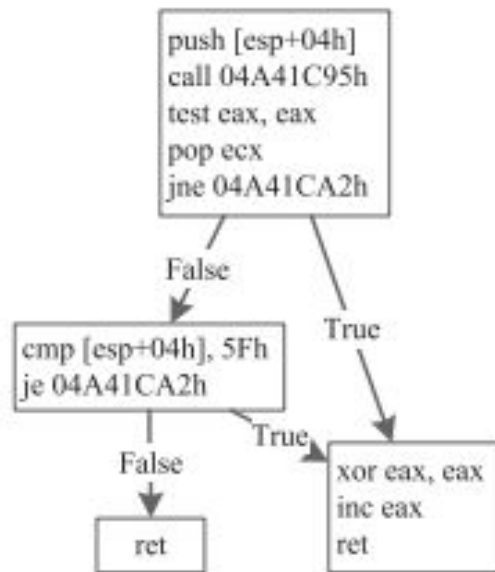 push [esp+04h]
call 04A41C95h
test eax, eax
pop ecx
jne 04A41CA2h
False
True
cmp [esp+04h], 5Fh
je 04A41CA2h
False
True
ret
xor eax, eax
inc eax
ret